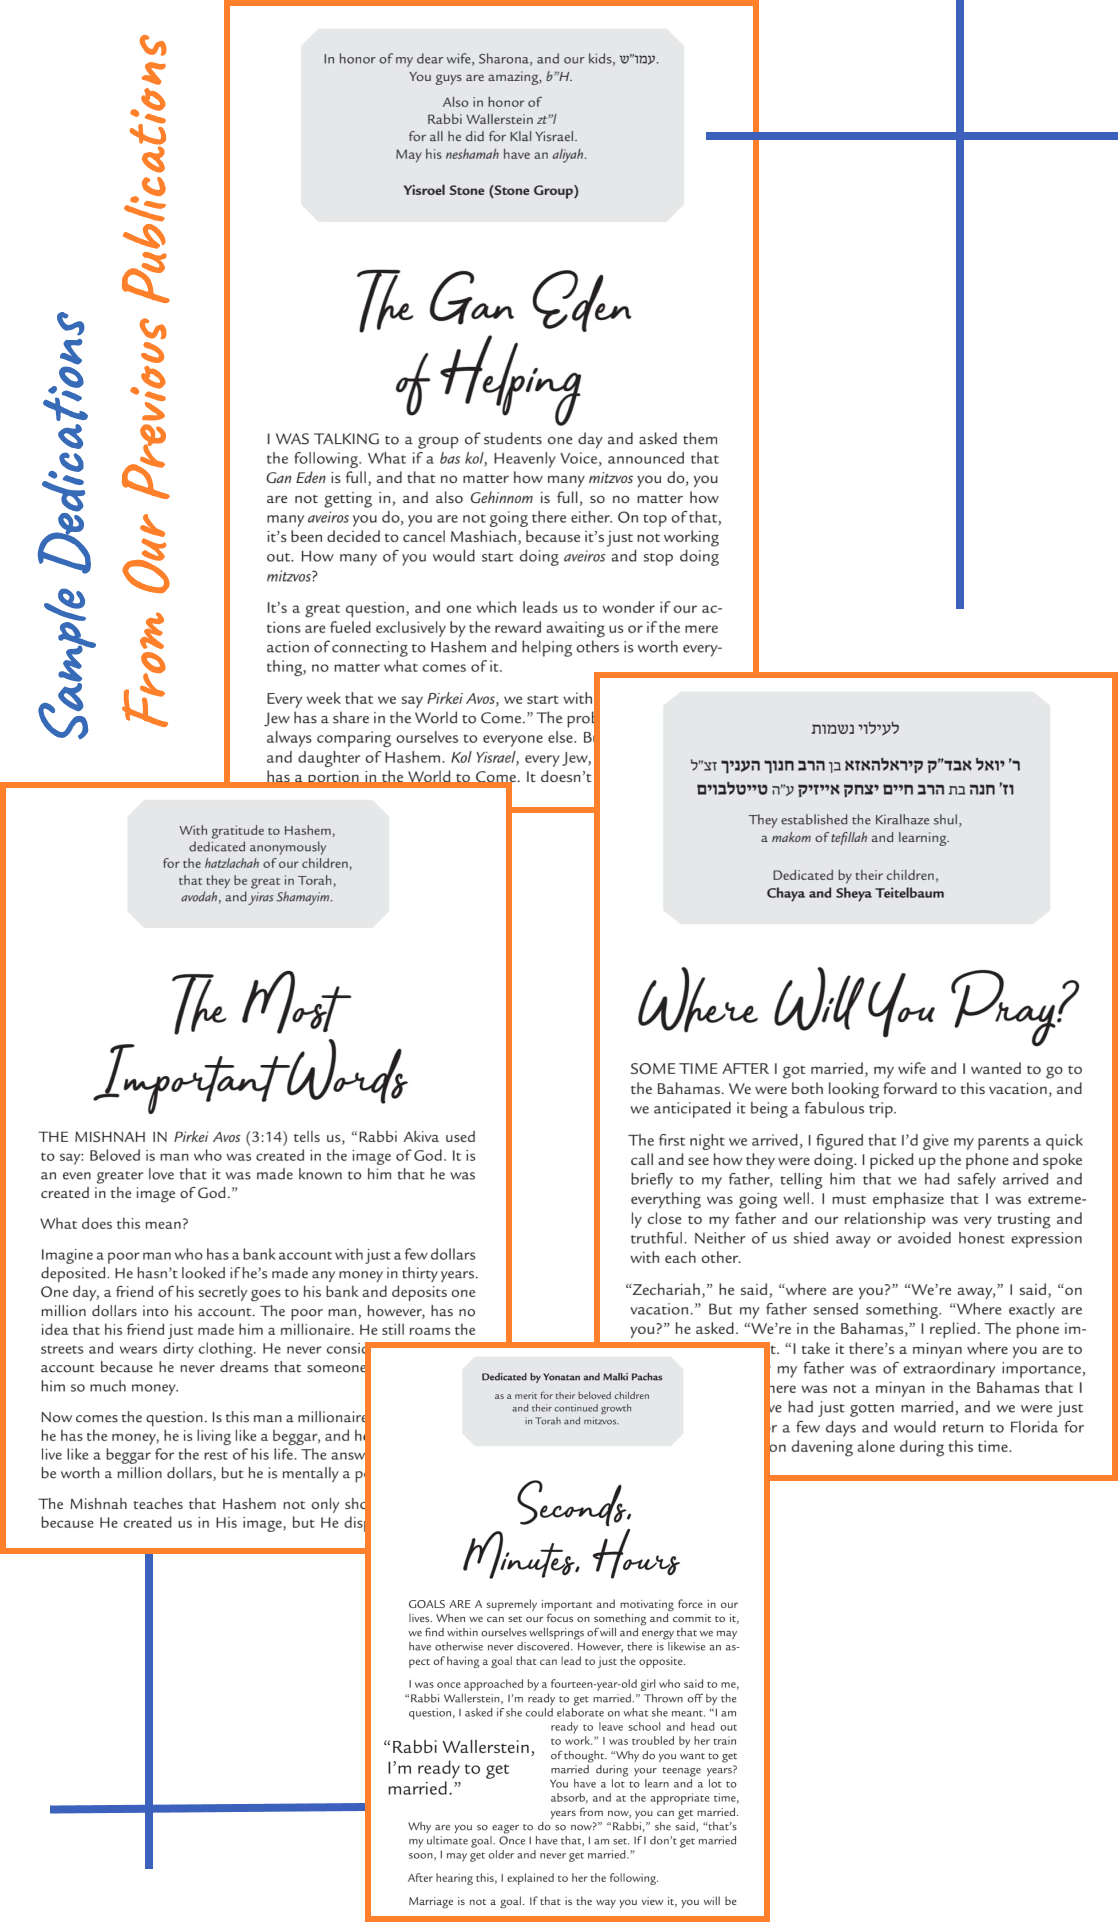 Sample Dedications
From Our Previous Publications
In honor of my dear wife, Sharona, and our kids, עמו"ש.
You guys are amazing, b"H.
Also in honor of
Rabbi Wallerstein zt"l
for all he did for Klal Yisrael.
May his neshamah have an aliyah.
Yisroel Stone (Stone Group)
The Gan Eden
of Helping
I WAS TALKING to a group of students one day and asked them
the following. What if a bas kol, Heavenly Voice, announced that
Gan Eden is full, and that no matter how many mitzvos you do, you
are not getting in, and also Gehinnom is full, so no matter how
many aveiros you do, you are not going there either. On top of that,
it's been decided to cancel Mashiach, because it's just not working
out. How many of you would start doing aveiros and stop doing
mitzvos?
It's a great question, and one which leads us to wonder if our ac-
tions are fueled exclusively by the reward awaiting us or if the mere
action of connecting to Hashem and helping others is worth every-
thing, no matter what comes of it.
Every week that we say Pirkei Avos, we start with
Jew has a share in the World to Come." The
always comparing ourselves to everyone else.
and daughter of Hashem. Kol Yisrael, every Jew,
has a portion in the World to Come. It doesn't
לעילוי נשמות
ר' יואל אבד"ק קיראלהאזא בן הרב חנוך העניך זצ"ל
וז' חנה בת הרב חיים יצחק אייזיק ע"ה טייטלבוים
They established the Kiralhaze shul,
a makom of tefillah and learning.
Dedicated by their children,
Chaya and Sheya Teitelbaum
Where Will You Pray?
SOME TIME AFTER I got married, my wife and I wanted to go to
the Bahamas. We were both looking forward to this vacation, and
we anticipated it being a fabulous trip.
The first night we arrived, I figured that I'd give my parents a quick
call and see how they were doing. I picked up the phone and spoke
briefly to my father, telling him that we had safely arrived and
everything was going well. I must emphasize that I was extreme-
ly close to my father and our relationship was very trusting and
truthful. Neither of us shied away or avoided honest expression
with each other.
"Zechariah," he said, "where are you?" "We're away," I said, "on
vacation." But my father sensed something. "Where exactly are
you?" he asked. "We're in the Bahamas," I replied. The phone im-
t. "I take it there's a minyan where you are to
my father was of extraordinary importance,
here was not a minyan in the Bahamas that I
ve had just gotten married, and we were just
r a few days and would return to Florida for
on davening alone during this time.
With gratitude to Hashem,
dedicated anonymously
for the hatzlachah of our children,
that they be great in Torah,
avodah, and yiras Shamayim.
The Most
Important Words
THE MISHNAH IN Pirkei Avos (3:14) tells us, "Rabbi Akiva used
to say: Beloved is man who was created in the image of God. It is
an even greater love that it was made known to him that he was
created in the image of God."
What does this mean?
Imagine a poor man who has a bank account with just a few dollars
deposited. He hasn't looked if he's made any money in thirty years.
One day, a friend of his secretly goes to his bank and deposits one
million dollars into his account. The poor man, however, has no
idea that his friend just made him a millionaire. He still roams the
streets and wears dirty clothing. He never
account because he never dreams that someone
him so much money.
Now comes the question. Is this man a millionaire
he has the money, he is living like a beggar, and
live like a beggar for the rest of his life. The
be worth a million dollars, but he is mentally a
The Mishnah teaches that Hashem not only
because He created us in His image, but He
Dedicated by Yonatan and Malki Pachas
as a merit for their beloved children
and their continued growth
in Torah and mitzvos.
Seconds,
Minutes, Hours
GOALS ARE A supremely important and motivating force in our
lives. When we can set our focus on something and commit to it,
we find within ourselves wellsprings of will and energy that we may
have otherwise never discovered. However, there is likewise an as-
pect of having a goal that can lead to just the opposite.
I was once approached by a fourteen-year-old girl who said to me,
"Rabbi Wallerstein, I'm ready to get married." Thrown off by the
question, I asked if she could elaborate on what she meant. "I am
ready to leave school and head out
to work." I was troubled by her train
of thought. "Why do you want to get
married during your teenage years?
You have a lot to learn and a lot to
absorb, and at the appropriate time,
years from now, you can get married.
"Rabbi Wallerstein,
I'm ready to get
married."
Why are you so eager to do so now?" "Rabbi," she said, "that's
my ultimate goal. Once I have that, I am set. If I don't get married
soon, I may get older and never get married."
After hearing this, I explained to her the following.
Marriage is not a goal. If that is the way you view it, you will be